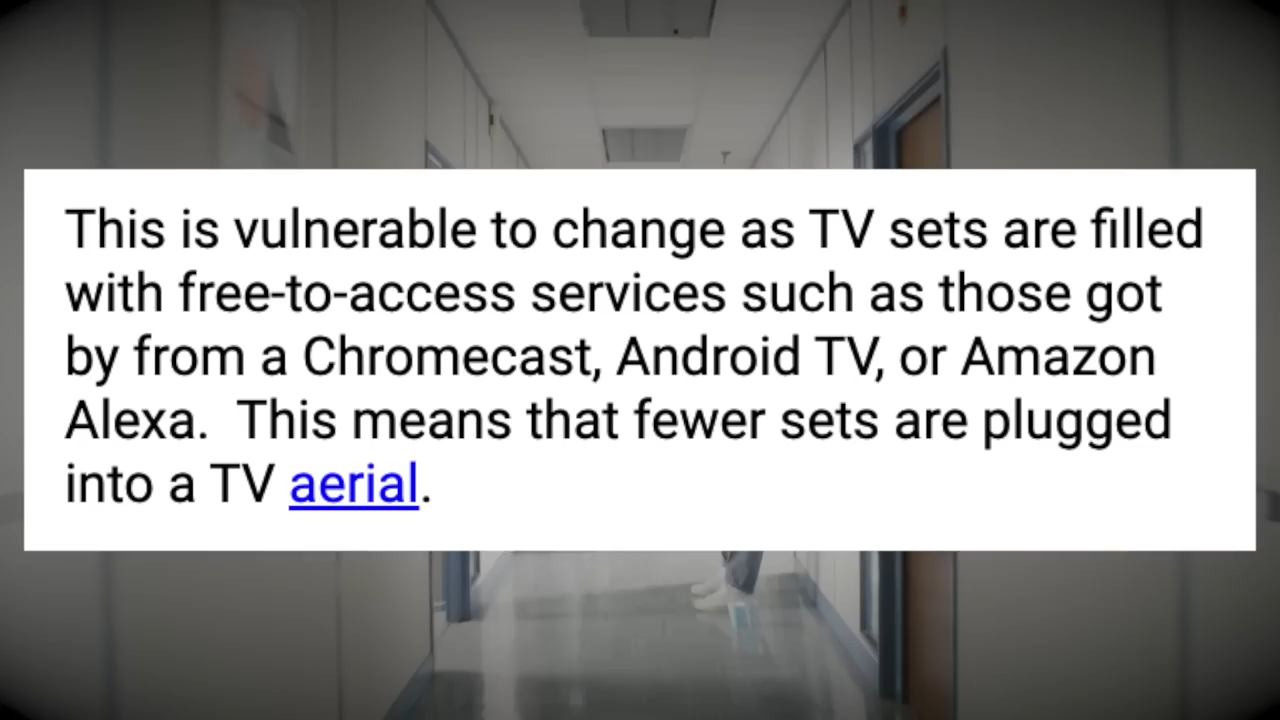 This is vulnerable to change as TV sets are filled
with free-to-access services such as those got
by from a Chromecast, Android TV, or Amazon
Alexa.  This means that fewer sets are plugged
into a TV aerial.